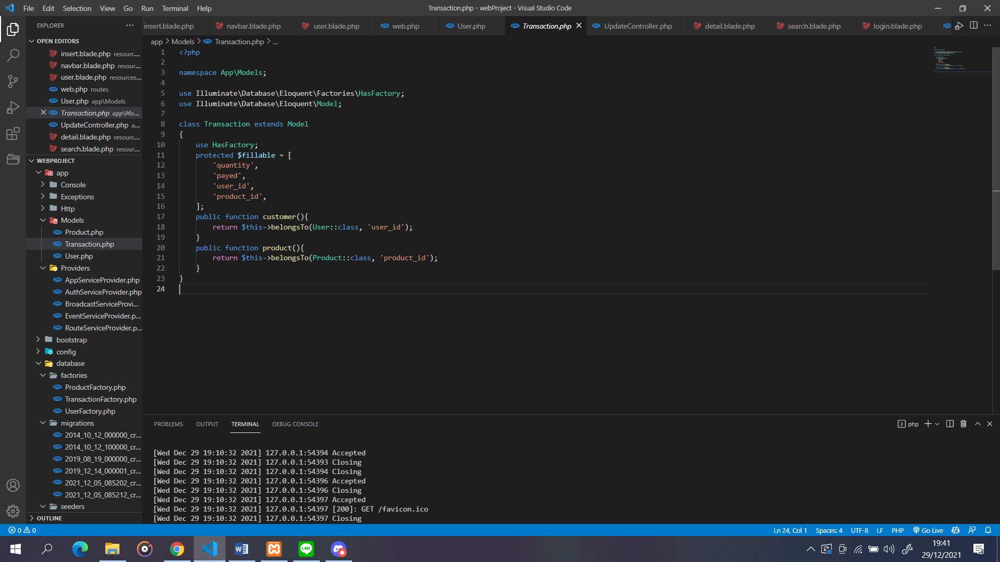 File Edit Selection View Go Run Terminal Help
Transaction.php - webProject - Visual Studio Code
EXPLORER
OPEN EDITORS
insert.blade.php resourc...
navbar.blade.php resour...
user.blade.php resources...
web.php routes
User.php app\Models
Transaction.php app\Mo...
UpdateController.php a...
detail.blade.php resourc...
search.blade.php resour...
WEBPROJECT
app
Console
Exceptions
Http
Models
Product.php
Transaction.php
User.php
Providers
AppServiceProvider.php
AuthServiceProvider.php
BroadcastServiceProvi...
EventServiceProvider.p...
RouteServiceProvider.p...
bootstrap
config
database
factories
ProductFactory.php
TransactionFactory.php
UserFactory.php
migrations
2014_10_12_000000_cr...
2014_10_12_100000_cr...
2019_08_19_000000_cr...
2019_12_14_000001_cr...
2021_12_05_085202_cr...
2021_12_05_085212_cr...
seeders
OUTLINE
insert.blade.php navbar.blade.php user.blade.php web.php User.php Transaction.php UpdateController.php detail.blade.php search.blade.php login.blade.php
app > Models > Transaction.php > ...
1 <?php
2
3 namespace App\Models;
4
5 use Illuminate\Database\Eloquent\Factories\HasFactory;
6 use Illuminate\Database\Eloquent\Model;
7
8 class Transaction extends Model
9 {
10 use HasFactory;
11 protected $fillable = [
12 'quantity',
13 'payed',
14 'user_id',
15 'product_id',
16 ];
17 public function customer(){
18 return $this->belongsTo(User::class, 'user_id');
19 }
20 public function product(){
21 return $this->belongsTo(Product::class, 'product_id');
22 }
23 }
24
PROBLEMS OUTPUT TERMINAL DEBUG CONSOLE
php
[Wed Dec 29 19:10:32 2021] 127.0.0.1:54394 Accepted
[Wed Dec 29 19:10:32 2021] 127.0.0.1:54393 Closing
[Wed Dec 29 19:10:32 2021] 127.0.0.1:54394 Closing
[Wed Dec 29 19:10:32 2021] 127.0.0.1:54396 Accepted
[Wed Dec 29 19:10:32 2021] 127.0.0.1:54396 Closing
[Wed Dec 29 19:10:32 2021] 127.0.0.1:54397 Accepted
[Wed Dec 29 19:10:32 2021] 127.0.0.1:54397 [200]: GET /favicon.ico
[Wed Dec 29 19:10:32 2021] 127.0.0.1:54397 Closing
0 0
Ln 24, Col 1 Spaces: 4 UTF-8 LF PHP Go Live
19:41
29/12/2021